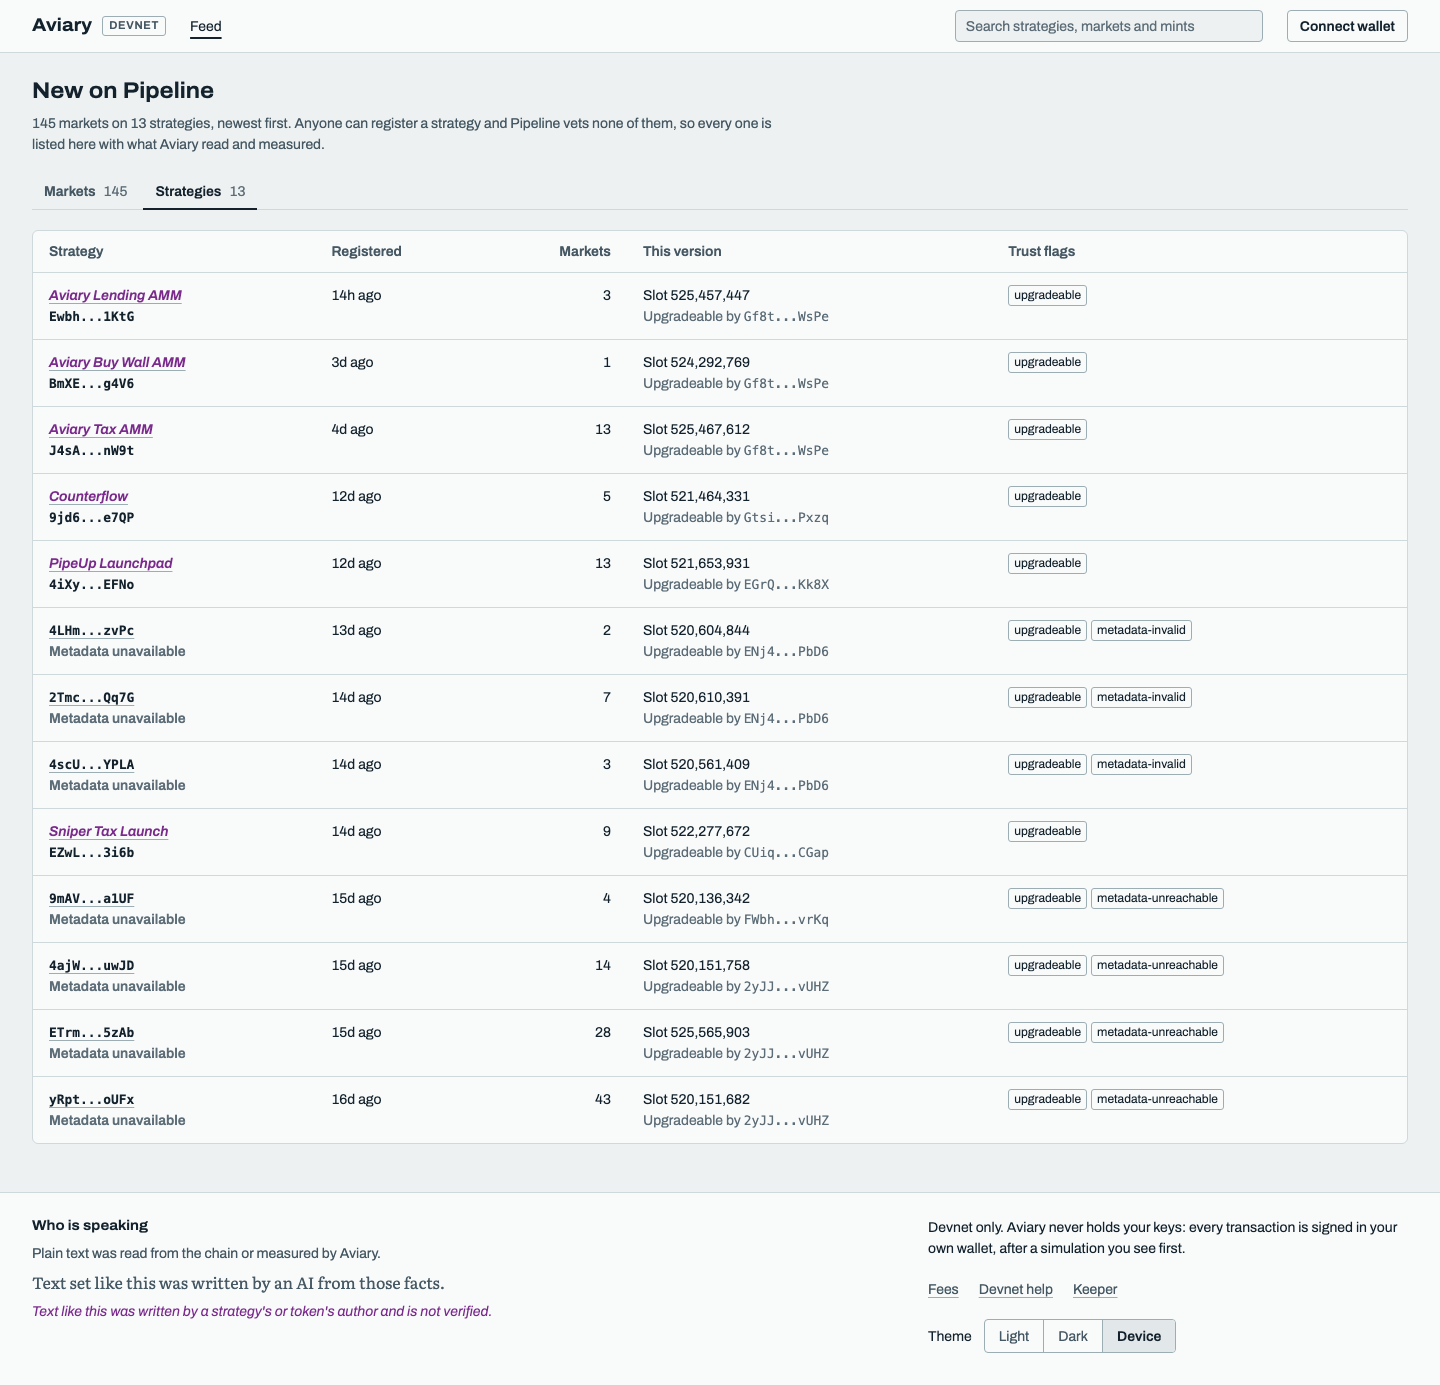 Aviary DEVNET Feed Search strategies, markets and mints Connect wallet
New on Pipeline
145 markets on 13 strategies, newest first. Anyone can register a strategy and Pipeline vets none of them, so every one is
listed here with what Aviary read and measured.
Markets 145 Strategies 13
Strategy Registered Markets This version Trust flags
Aviary Lending AMM 14h ago 3 Slot 525,457,447 upgradeable
Ewbh...1KtG Upgradeable by Gf8t...WsPe
Aviary Buy Wall AMM 3d ago 1 Slot 524,292,769 upgradeable
BmXE...g4V6 Upgradeable by Gf8t...WsPe
Aviary Tax AMM 4d ago 13 Slot 525,467,612 upgradeable
J4sA...nW9t Upgradeable by Gf8t...WsPe
Counterflow 12d ago 5 Slot 521,464,331 upgradeable
9jd6...e7QP Upgradeable by Gtsi...Pxzq
PipeUp Launchpad 12d ago 13 Slot 521,653,931 upgradeable
4iXy...EFNo Upgradeable by EGrQ...Kk8X
4LHm...zvPc 13d ago 2 Slot 520,604,844 upgradeable metadata-invalid
Metadata unavailable Upgradeable by ENj4...PbD6
2Tmc...Qq7G 14d ago 7 Slot 520,610,391 upgradeable metadata-invalid
Metadata unavailable Upgradeable by ENj4...PbD6
4scU...YPLA 14d ago 3 Slot 520,561,409 upgradeable metadata-invalid
Metadata unavailable Upgradeable by ENj4...PbD6
Sniper Tax Launch 14d ago 9 Slot 522,277,672 upgradeable
EZwL...3i6b Upgradeable by CUiq...CGap
9mAV...a1UF 15d ago 4 Slot 520,136,342 upgradeable metadata-unreachable
Metadata unavailable Upgradeable by FWbh...vrKq
4ajW...uwJD 15d ago 14 Slot 520,151,758 upgradeable metadata-unreachable
Metadata unavailable Upgradeable by 2yJJ...vUHZ
ETrm...5zAb 15d ago 28 Slot 525,565,903 upgradeable metadata-unreachable
Metadata unavailable Upgradeable by 2yJJ...vUHZ
yRpt...oUFx 16d ago 43 Slot 520,151,682 upgradeable metadata-unreachable
Metadata unavailable Upgradeable by 2yJJ...vUHZ
Who is speaking
Plain text was read from the chain or measured by Aviary.
Text set like this was written by an AI from those facts.
Text like this was written by a strategy's or token's author and is not verified.
Devnet only. Aviary never holds your keys: every transaction is signed in your
own wallet, after a simulation you see first.
Fees Devnet help Keeper
Theme Light Dark Device